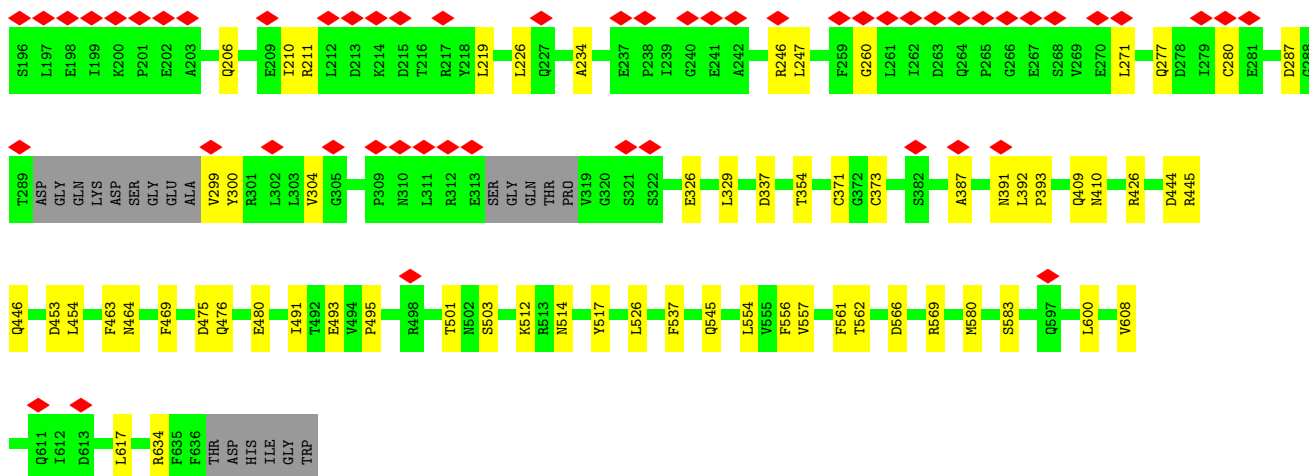 S196 L197 E198 I199 K200 P201 E202 A203 Q206 E209 I210 R211 L212 D213 K214 D215 T216 R217 Y218 L219 L226 Q227 A234 E237 P238 I239 G240 E241 A242 R246 L247 F259 G260 L261 I262 D263 Q264 P265 G266 E267 S268 V269 E270 L271 Q277 D278 I279 C280 E281 D287 G288
T289 ASP GLY GLN LYS ASP SER GLY GLU ALA V299 Y300 R301 L302 L303 V304 G305 P309 N310 L311 R312 E313 SER GLY GLN THR PRO V319 G320 S321 S322 E326 L329 D337 T354 C371 G372 C373 S382 A387 N391 L392 P393 Q409 N410 R426 D444 R445
Q446 D453 L454 F463 N464 F469 D475 Q476 E480 I491 T492 E493 V494 P495 R498 T501 N502 S503 K512 R513 N514 Y517 L526 F537 Q545 L554 V555 F556 V557 F561 T562 D566 R569 M580 S583 Q597 L600 V608
Q611 I612 D613 L617 R634 F635 F636 THR ASP HIS ILE GLY TRP